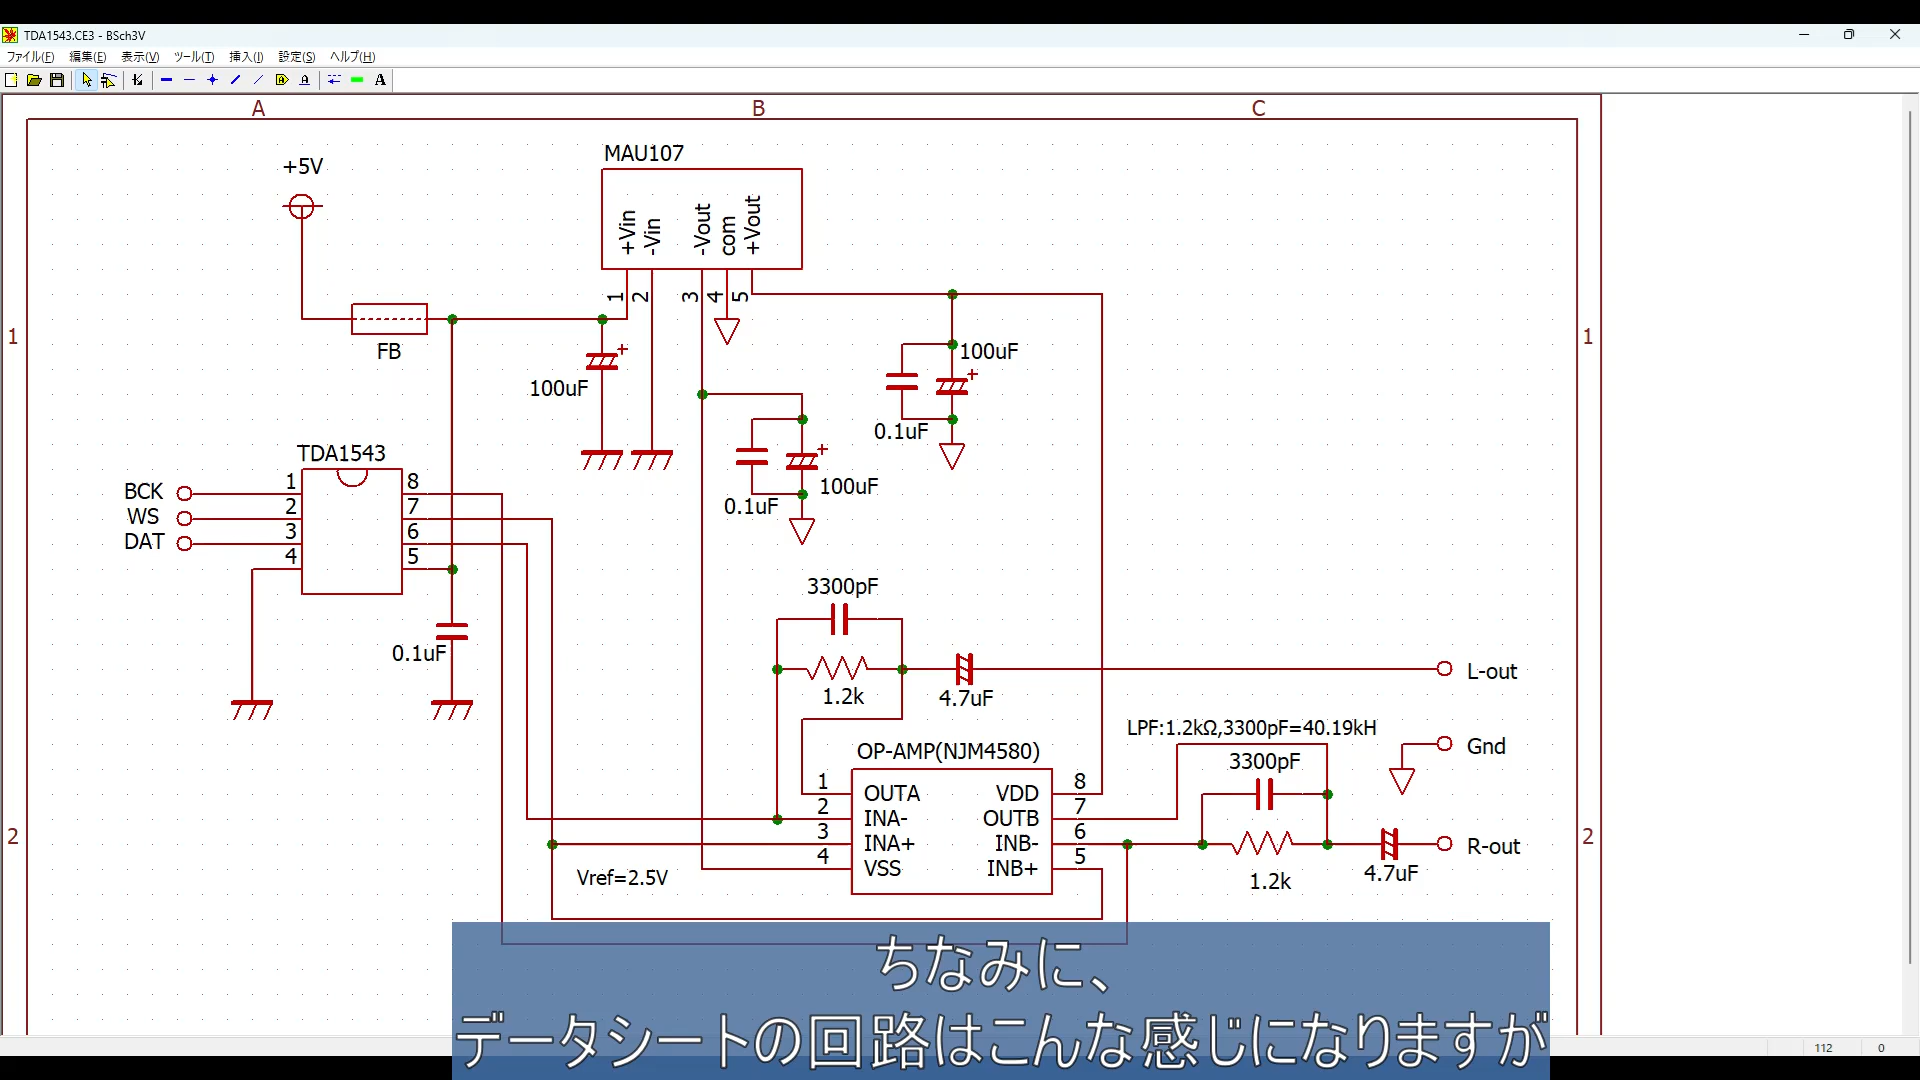 TDA1543.CE3 - BSch3V
ファイル(F) 編集(E) 表示(V) ツール(T) 挿入(I) 設定(S) ヘルプ(H)
A B C
MAU107
+5V
+Vin -Vin -Vout com +Vout
1 2 3 4 5
1 1
FB
100uF
100uF
0.1uF
100uF
0.1uF
TDA1543
BCK 1 8
WS 2 7
DAT 3 6
4 5
0.1uF
3300pF
1.2k 4.7uF
L-out
LPF:1.2kΩ,3300pF=40.19kH
Gnd
3300pF
OP-AMP(NJM4580)
1 OUTA VDD 8
2 INA- OUTB 7
3 INA+ INB- 6
4 VSS INB+ 5
2 2
R-out
Vref=2.5V
1.2k 4.7uF
ちなみに、
データシートの回路はこんな感じになりますが
112 0